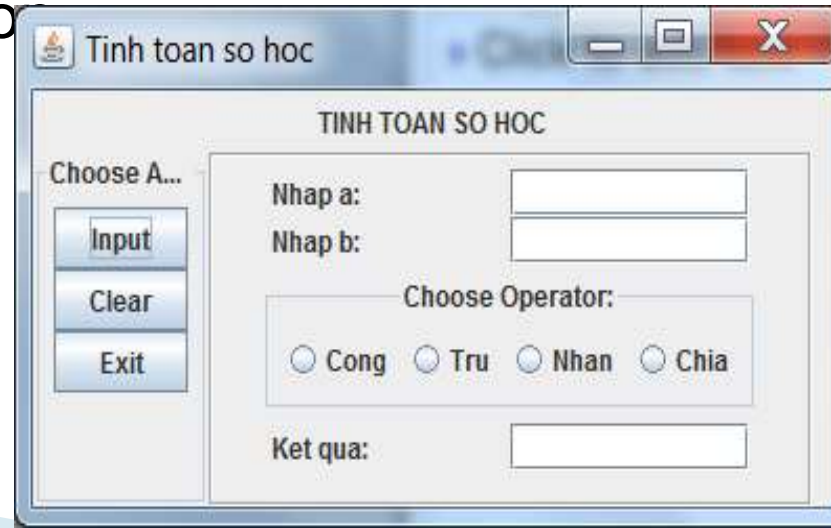 Tinh toan so hoc
TINH TOAN SO HOC
Choose A...
Input
Clear
Exit
Nhap a:
Nhap b:
Choose Operator:
Cong Tru Nhan Chia
Ket qua: